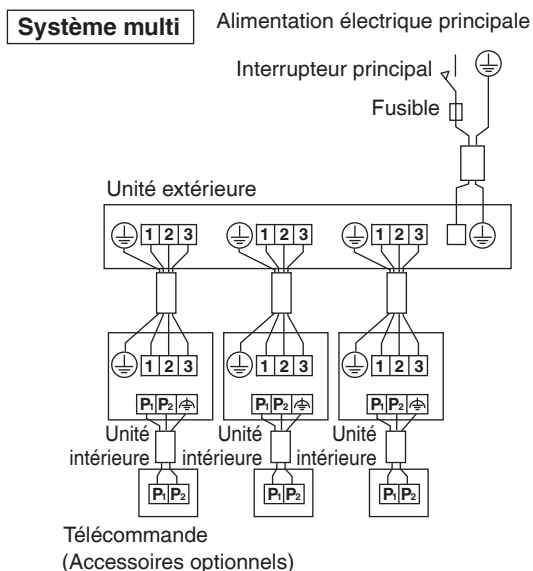 Système multi
Alimentation électrique principale
Interrupteur principal
Fusible
Unité extérieure
1 2 3 1 2 3 1 2 3
1 2 3 1 2 3 1 2 3
P1 P2 P1 P2 P1 P2
Unité intérieure Unité intérieure Unité intérieure
P1 P2 P1 P2 P1 P2
Télécommande
(Accessoires optionnels)